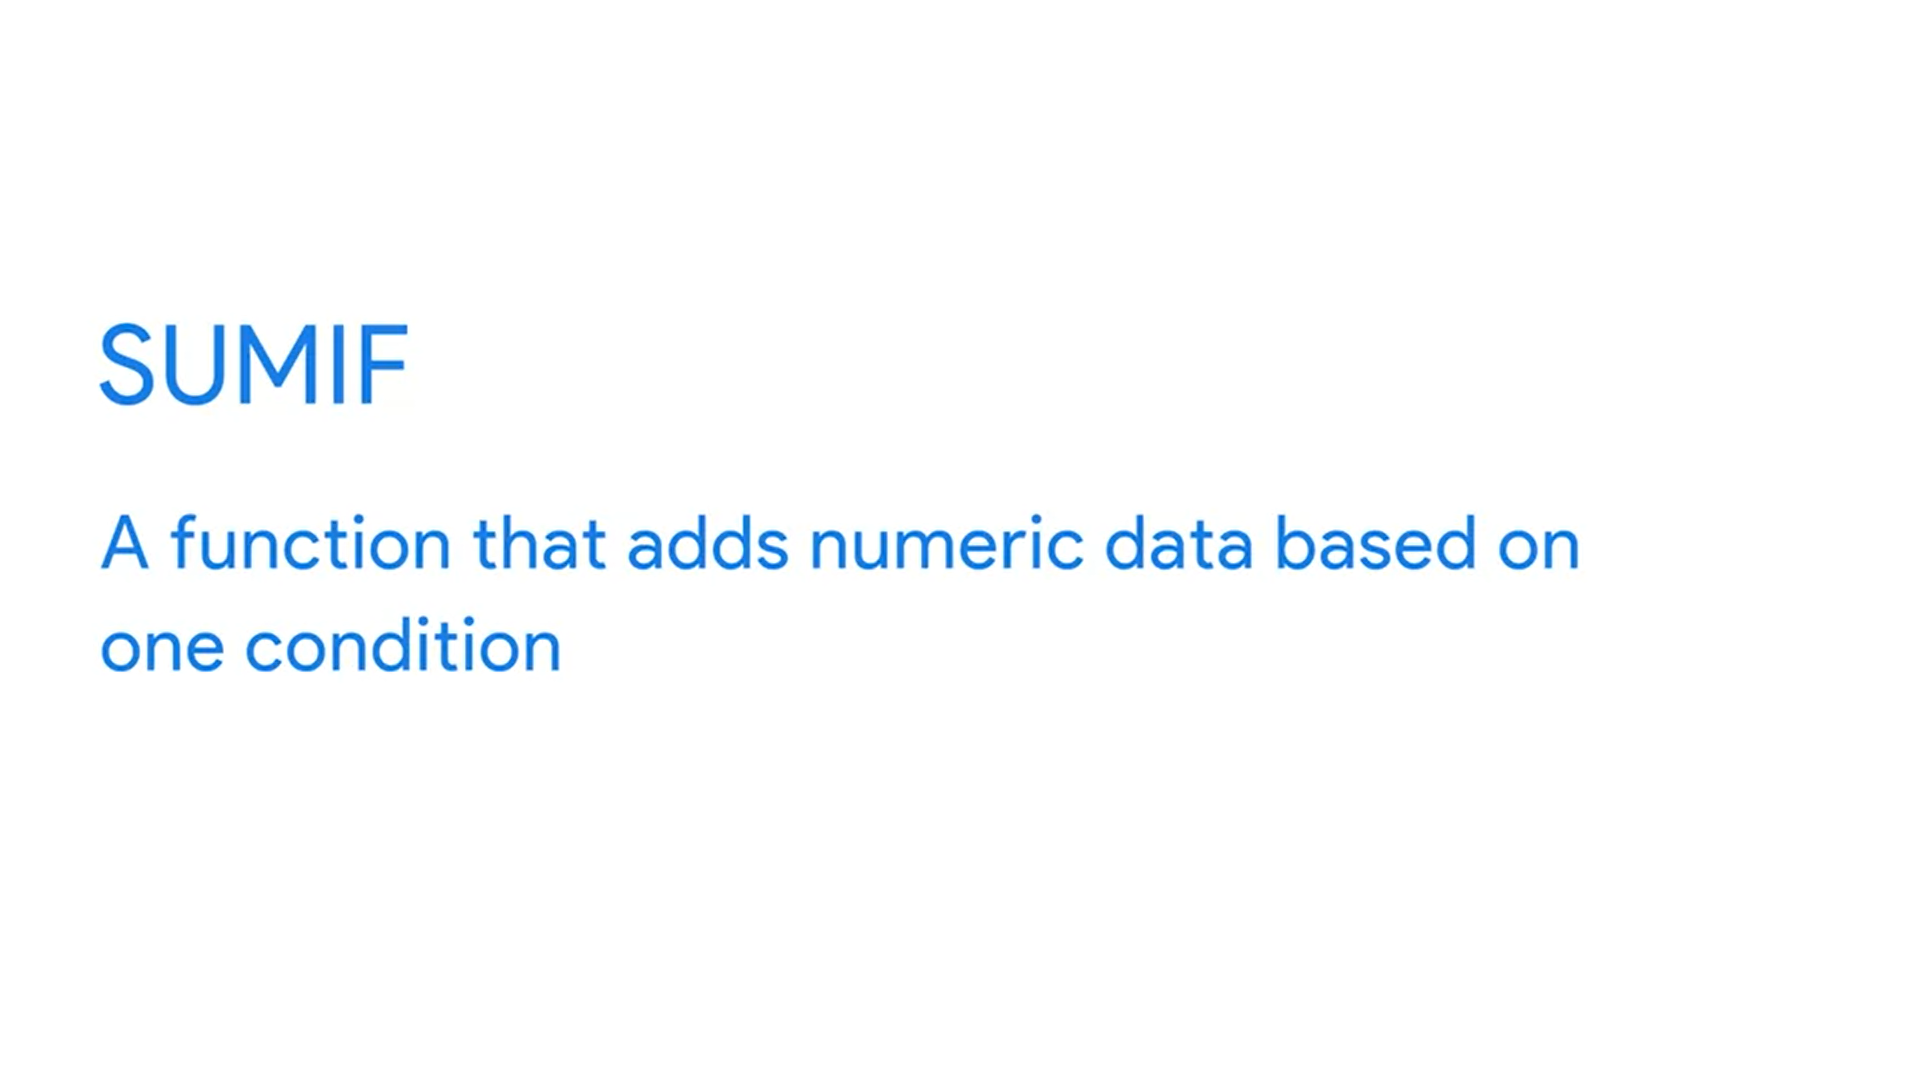 SUMIF
A function that adds numeric data based on
one condition